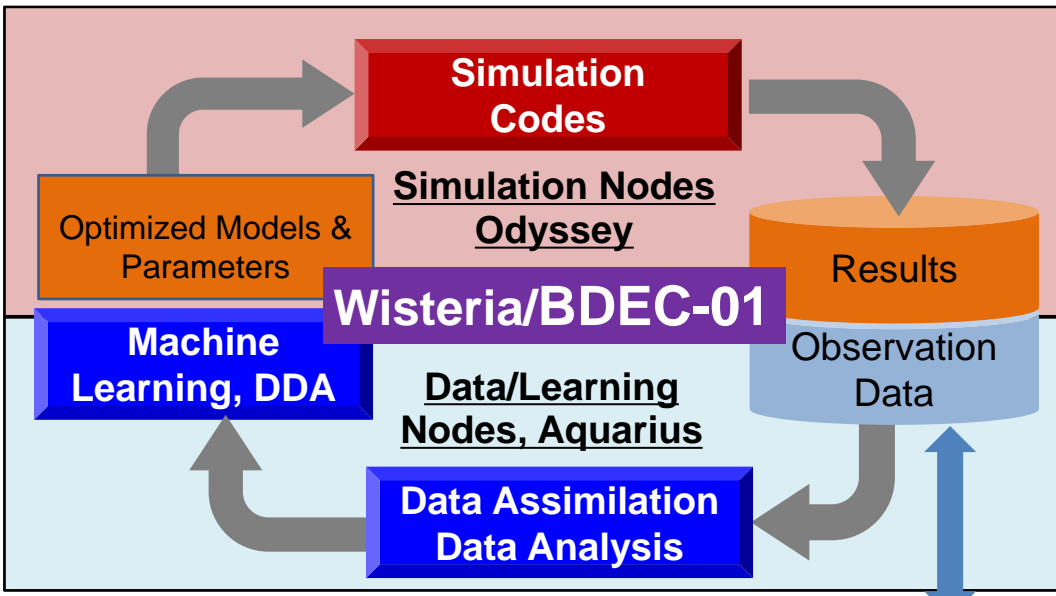 Simulation
Codes
Simulation Nodes
Odyssey
Optimized Models &
Parameters
Results
Wisteria/BDEC-01
Machine
Learning, DDA
Observation
Data
Data/Learning
Nodes, Aquarius
Data Assimilation
Data Analysis